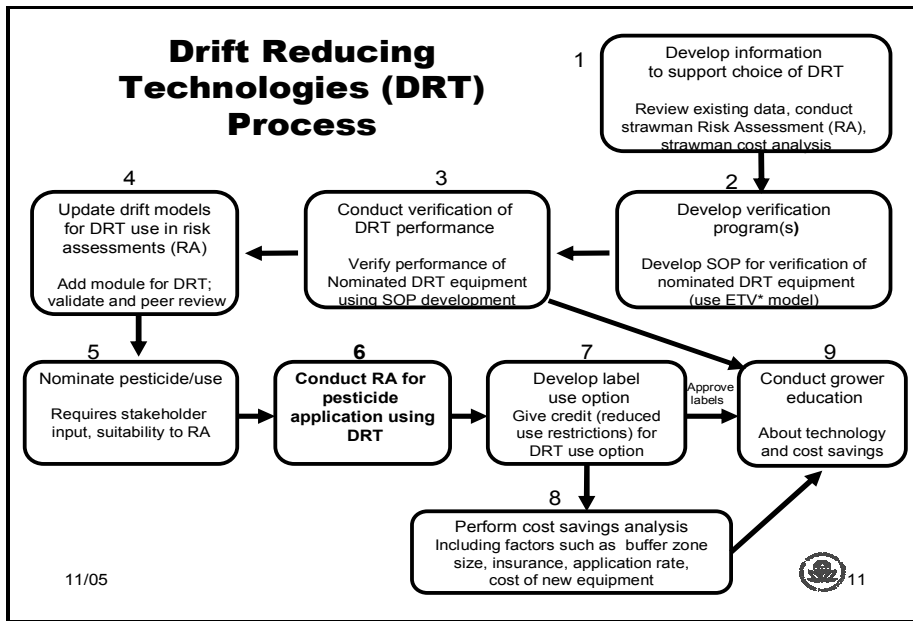 Drift Reducing
Technologies (DRT)
Process
1
Develop information
to support choice of DRT
Review existing data, conduct
strawman Risk Assessment (RA),
strawman cost analysis
2
Develop verification
program(s)
Develop SOP for verification of
nominated DRT equipment
(use ETV* model)
3
Conduct verification of
DRT performance
Verify performance of
Nominated DRT equipment
using SOP development
4
Update drift models
for DRT use in risk
assessments (RA)
Add module for DRT;
validate and peer review
5
Nominate pesticide/use
Requires stakeholder
input, suitability to RA
6
Conduct RA for
pesticide
application using
DRT
7
Develop label
use option
Give credit (reduced
use restrictions) for
DRT use option
Approve
labels
8
Perform cost savings analysis
Including factors such as buffer zone
size, insurance, application rate,
cost of new equipment
9
Conduct grower
education
About technology
and cost savings
11/05
11